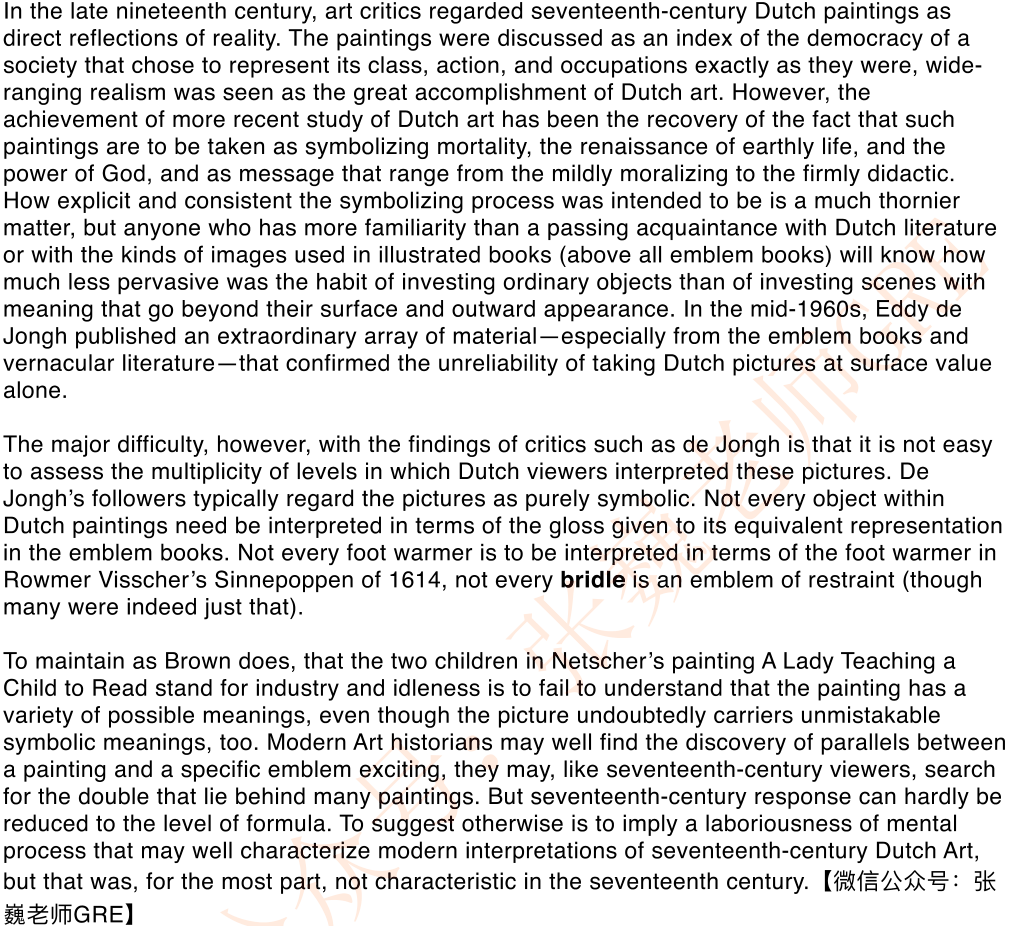 In the late nineteenth century, art critics regarded seventeenth-century Dutch paintings as
direct reflections of reality. The paintings were discussed as an index of the democracy of a
society that chose to represent its class, action, and occupations exactly as they were, wide-
ranging realism was seen as the great accomplishment of Dutch art. However, the
achievement of more recent study of Dutch art has been the recovery of the fact that such
paintings are to be taken as symbolizing mortality, the renaissance of earthly life, and the
power of God, and as message that range from the mildly moralizing to the firmly didactic.
How explicit and consistent the symbolizing process was intended to be is a much thornier
matter, but anyone who has more familiarity than a passing acquaintance with Dutch literature
or with the kinds of images used in illustrated books (above all emblem books) will know how
much less pervasive was the habit of investing ordinary objects than of investing scenes with
meaning that go beyond their surface and outward appearance. In the mid-1960s, Eddy de
Jongh published an extraordinary array of material—especially from the emblem books and
vernacular literature—that confirmed the unreliability of taking Dutch pictures at surface value
alone.

The major difficulty, however, with the findings of critics such as de Jongh is that it is not easy
to assess the multiplicity of levels in which Dutch viewers interpreted these pictures. De
Jongh's followers typically regard the pictures as purely symbolic. Not every object within
Dutch paintings need be interpreted in terms of the gloss given to its equivalent representation
in the emblem books. Not every foot warmer is to be interpreted in terms of the foot warmer in
Rowmer Visscher's Sinnepoppen of 1614, not every bridle is an emblem of restraint (though
many were indeed just that).

To maintain as Brown does, that the two children in Netscher's painting A Lady Teaching a
Child to Read stand for industry and idleness is to fail to understand that the painting has a
variety of possible meanings, even though the picture undoubtedly carriers unmistakable
symbolic meanings, too. Modern Art historians may well find the discovery of parallels between
a painting and a specific emblem exciting, they may, like seventeenth-century viewers, search
for the double that lie behind many paintings. But seventeenth-century response can hardly be
reduced to the level of formula. To suggest otherwise is to imply a laboriousness of mental
process that may well characterize modern interpretations of seventeenth-century Dutch Art,
but that was, for the most part, not characteristic in the seventeenth century.【微信公众号：张
巍老师GRE】
公众号：张巍老师GRE